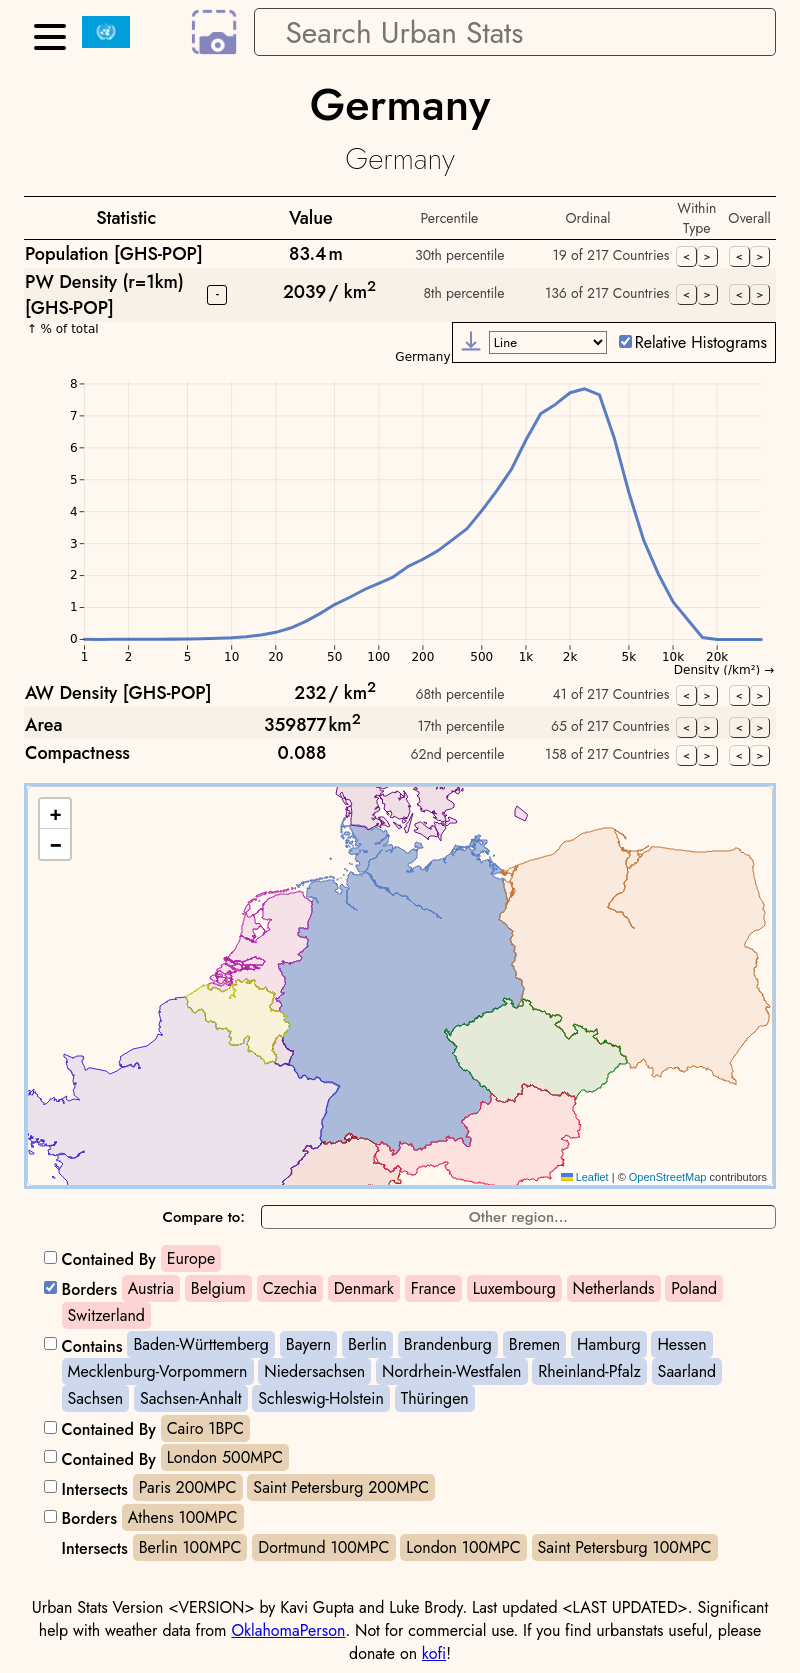 Search Urban Stats
Germany
Germany
Statistic Value Percentile Ordinal Within Type Overall
Population [GHS-POP] 83.4 m 30th percentile 19 of 217 Countries < > < >
PW Density (r=1km) [GHS-POP] - 2039 / km² 8th percentile 136 of 217 Countries < > < >
↑ % of total
Germany
Line
Relative Histograms
8
7
6
5
4
3
2
1
0
1 2 5 10 20 50 100 200 500 1k 2k 5k 10k 20k
Density (/km²) →
AW Density [GHS-POP] 232 / km² 68th percentile 41 of 217 Countries < > < >
Area 359877 km² 17th percentile 65 of 217 Countries < > < >
Compactness 0.088 62nd percentile 158 of 217 Countries < > < >
+
−
Leaflet | © OpenStreetMap contributors
Compare to: Other region...
Contained By Europe
Borders Austria Belgium Czechia Denmark France Luxembourg Netherlands Poland
Switzerland
Contains Baden-Württemberg Bayern Berlin Brandenburg Bremen Hamburg Hessen
Mecklenburg-Vorpommern Niedersachsen Nordrhein-Westfalen Rheinland-Pfalz Saarland
Sachsen Sachsen-Anhalt Schleswig-Holstein Thüringen
Contained By Cairo 1BPC
Contained By London 500MPC
Intersects Paris 200MPC Saint Petersburg 200MPC
Borders Athens 100MPC
Intersects Berlin 100MPC Dortmund 100MPC London 100MPC Saint Petersburg 100MPC
Urban Stats Version <VERSION> by Kavi Gupta and Luke Brody. Last updated <LAST UPDATED>. Significant
help with weather data from OklahomaPerson. Not for commercial use. If you find urbanstats useful, please
donate on kofi!